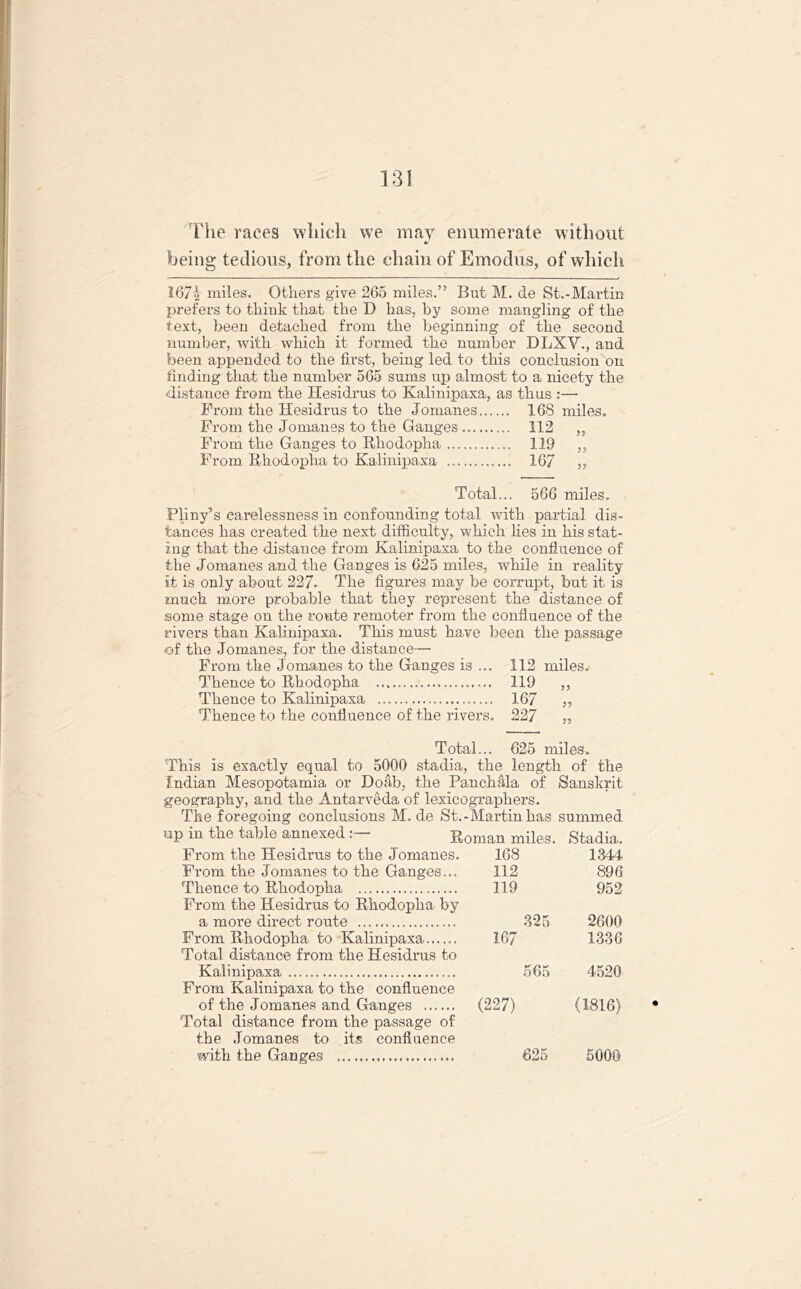 131
The races which we may enumerate without
being tedious, from the chain of Emodus, of which
167½ miles. Others give 265 miles.” But M. de St.-Martin
prefers to think that the D has, by some mangling of the
text, been detached from the beginning of the second
number, with which it formed the number DLXV., and
been appended to the first, being led to this conclusion on
finding that the number 565 sums up almost to a nicety the
distance from the Hesidrus to Kalinipaxa, as thus :—
From the Hesidrus to the Jomanes...... 168 miles.
From the Jomanes to the Ganges......... 112 „
From the Ganges to Rhodopha ............ 119 „
From Rhodopha to Kalinipaxa ............ 167 „
Total... 566 miles.
Pliny’s carelessness in confounding total with partial dis-
tances has created the next difficulty, which lies in his stat-
ing that the distance from Kalinipaxa to the confluence of
the Jomanes and the Ganges is 625 miles, while in reality
it is only about 227. The figures may be corrupt, but it is
much more probable that they represent the distance of
some stage on the route remoter from the confluence of the
rivers than Kalinipaxa. This must have been the passage
of the Jomanes, for the distance—
From the Jomanes to the Ganges is ... 112 miles.
Thence to Rhodopha ..................... 119 „
Thence to Kalinipaxa ..................... 167 „
Thence to the confluence of the rivers. 227 „
Total... 625 miles.
This is exactly equal to 5000 stadia, the length of the
Indian Mesopotamia or Doâb, the Panchâla of Sanskrit
geography, and the Antarvêda of lexicographers.
The foregoing conclusions M. de St.-Martin has summed
up in the table annexed :— Roman miles. Stadia.
From the Hesidrus to the Jomanes. 168 1344
From the Jomanes to the Ganges... 112 896
Thence to Rhodopha .................. 119 952
From the Hesidrus to Rhodopha by
a more direct route .................. 325 2600
From Rhodopha to Kalinipaxa...... 167 1336
Total distance from the Hesidrus to
Kalinipaxa .............................. 565 4520
From Kalinipaxa to the confluence
of the Jomanes and Ganges ...... (227) (1816)
Total distance from the passage of
the Jomanes to its confluence
with the Ganges ..................... 625 5000